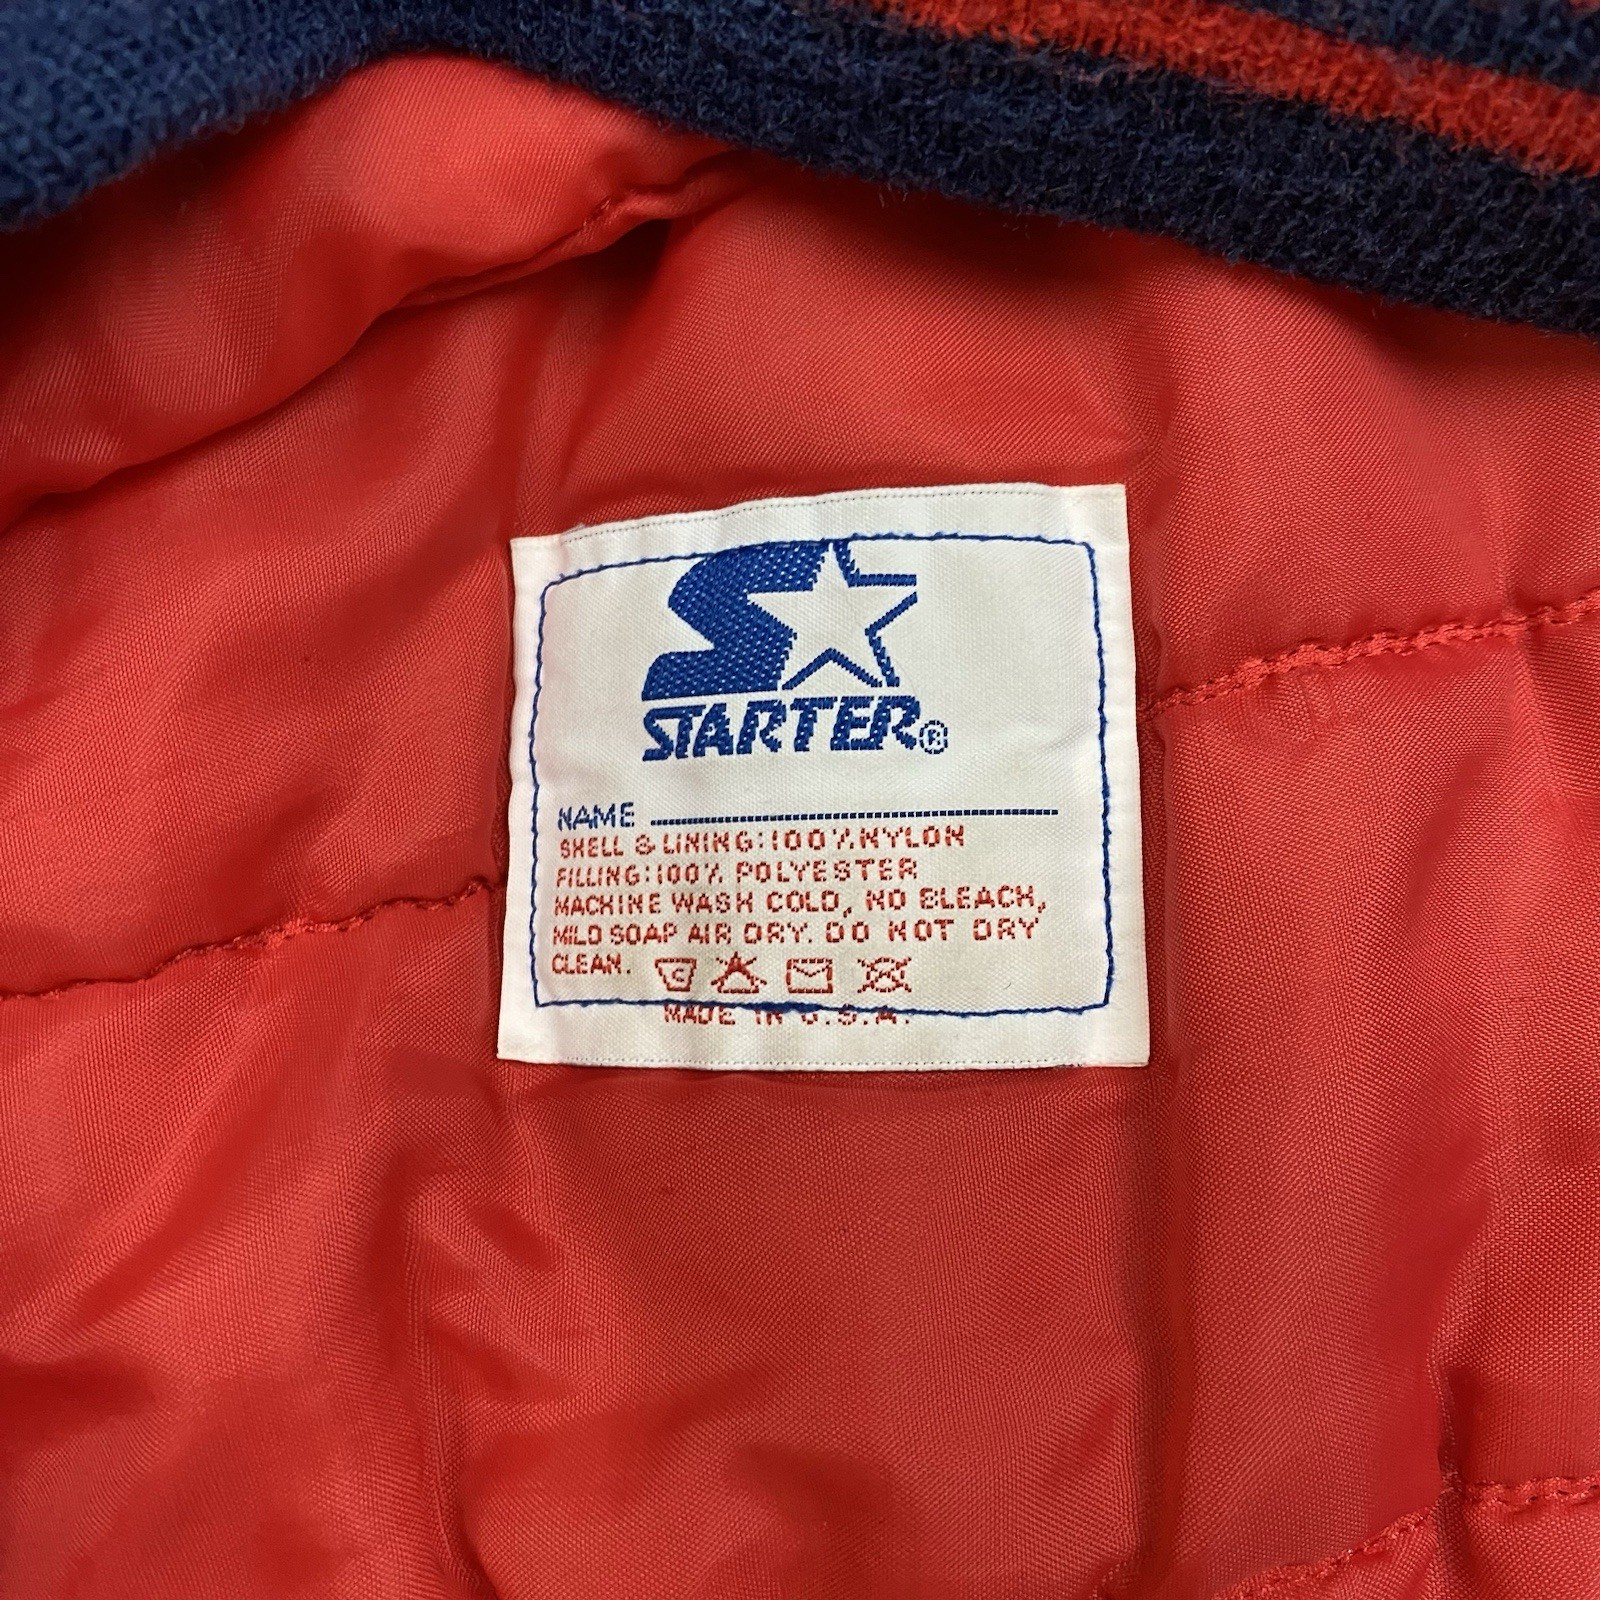 STARTER®
NAME
SHELL & LINING:100% NYLON
FILLING:100% POLYESTER
MACHINE WASH COLD, NO BLEACH,
MILD SOAP AIR DRY. DO NOT DRY
CLEAN.
C
MADE IN U.S.A.